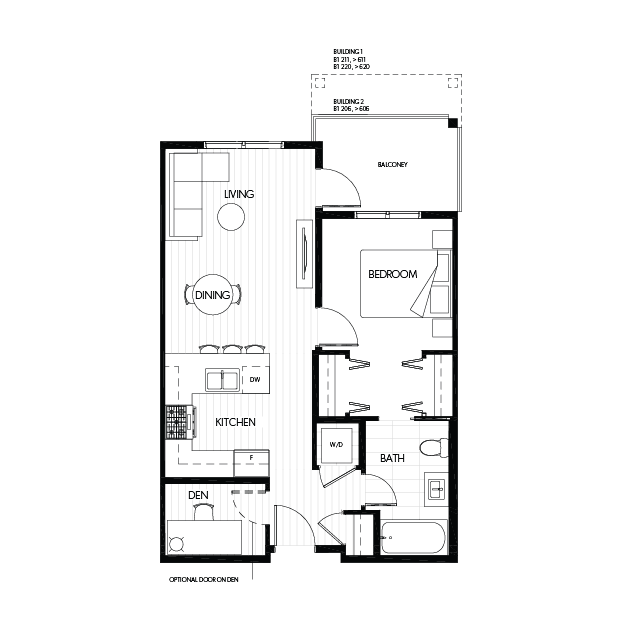 BUILDING 1
B1 211, > 611
B1 220, > 620
BUILDING 2
B1 206, > 606
BALCONEY
LIVING
BEDROOM
DINING
DW
KITCHEN
W/D
F
BATH
DEN
OPTIONAL DOOR ON DEN